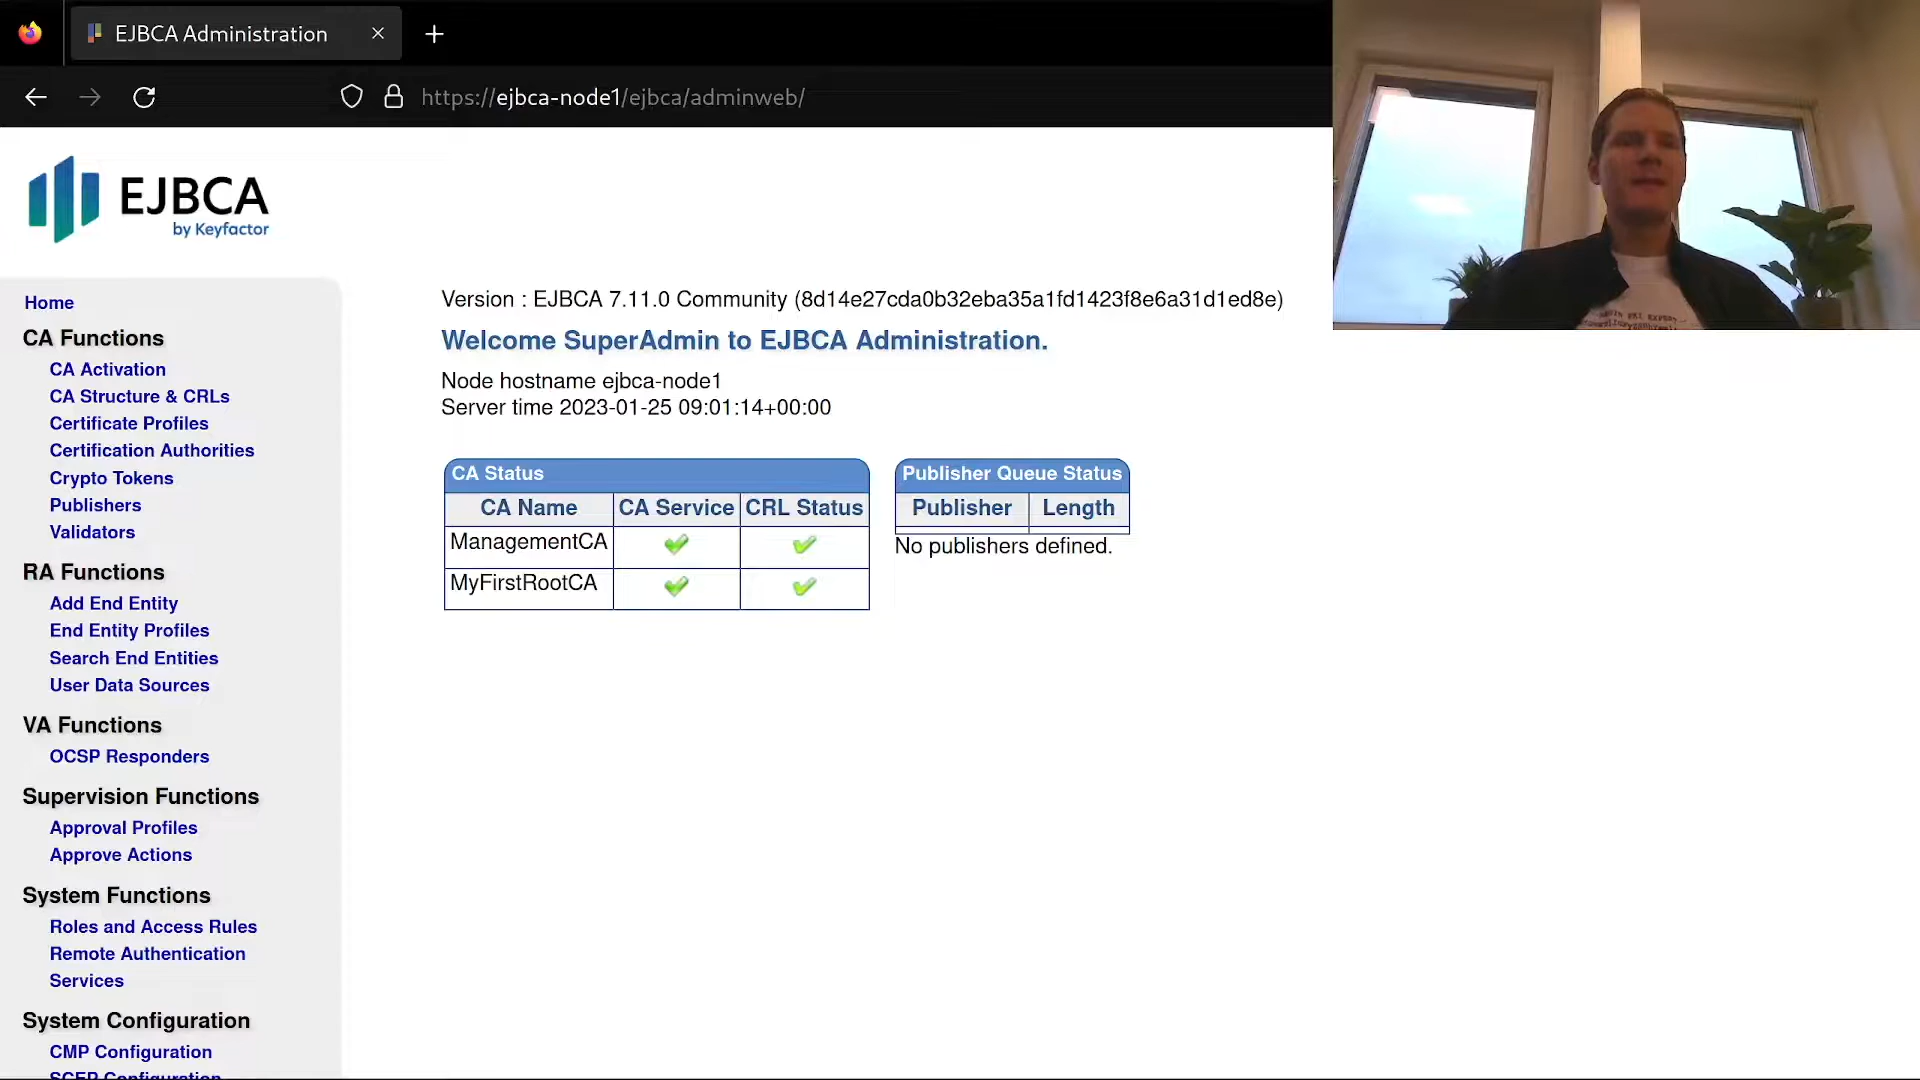 EJBCA Administration
https://ejbca-node1/ejbca/adminweb/
EJBCA
by Keyfactor
Home
CA Functions
CA Activation
CA Structure & CRLs
Certificate Profiles
Certification Authorities
Crypto Tokens
Publishers
Validators
RA Functions
Add End Entity
End Entity Profiles
Search End Entities
User Data Sources
VA Functions
OCSP Responders
Supervision Functions
Approval Profiles
Approve Actions
System Functions
Roles and Access Rules
Remote Authentication
Services
System Configuration
CMP Configuration
SCEP Configuration
Version : EJBCA 7.11.0 Community (8d14e27cda0b32eba35a1fd1423f8e6a31d1ed8e)
Welcome SuperAdmin to EJBCA Administration.
Node hostname ejbca-node1
Server time 2023-01-25 09:01:14+00:00
CA Status
CA Name CA Service CRL Status
ManagementCA
MyFirstRootCA
Publisher Queue Status
Publisher Length
No publishers defined.